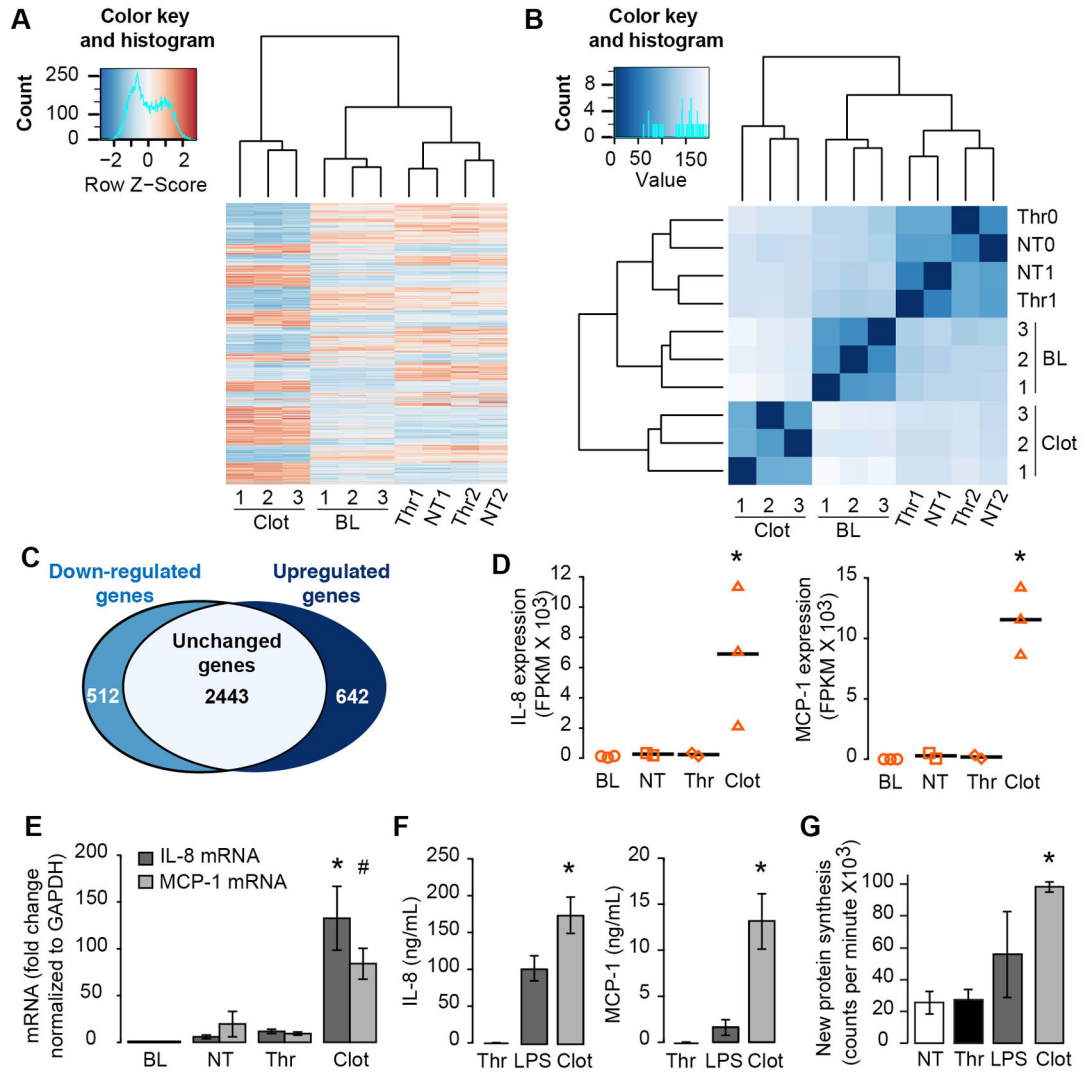 A
Color key
and histogram
Count
250
100
0
−2 0 2
Row Z−Score
1 2 3 1 2 3 Thr1 NT1 Thr2 NT2
Clot BL
B
Color key
and histogram
Count
8
4
0
0 50 150
Value
Thr0
NT0
NT1
Thr1
3
2
1
BL
3
2
1
Clot
1 2 3 1 2 3 Thr1 NT1 Thr2 NT2
Clot BL
C
Down-regulated
genes
Upregulated
genes
Unchanged
genes
512 2443 642
D
IL-8 expression
(FPKM X 103)
12
10
8
6
4
2
0
*
BL NT Thr Clot
MCP-1 expression
(FPKM X 103)
15
10
5
0
*
BL NT Thr Clot
E
mRNA (fold change
normalized to GAPDH)
200
150
100
50
0
IL-8 mRNA
MCP-1 mRNA
* #
BL NT Thr Clot
F
IL-8 (ng/mL)
250
200
150
100
50
0
*
Thr LPS Clot
MCP-1 (ng/mL)
20
15
10
5
0
*
Thr LPS Clot
G
New protein synthesis
(counts per minute X10³)
100
80
60
40
20
0
*
NT Thr LPS Clot